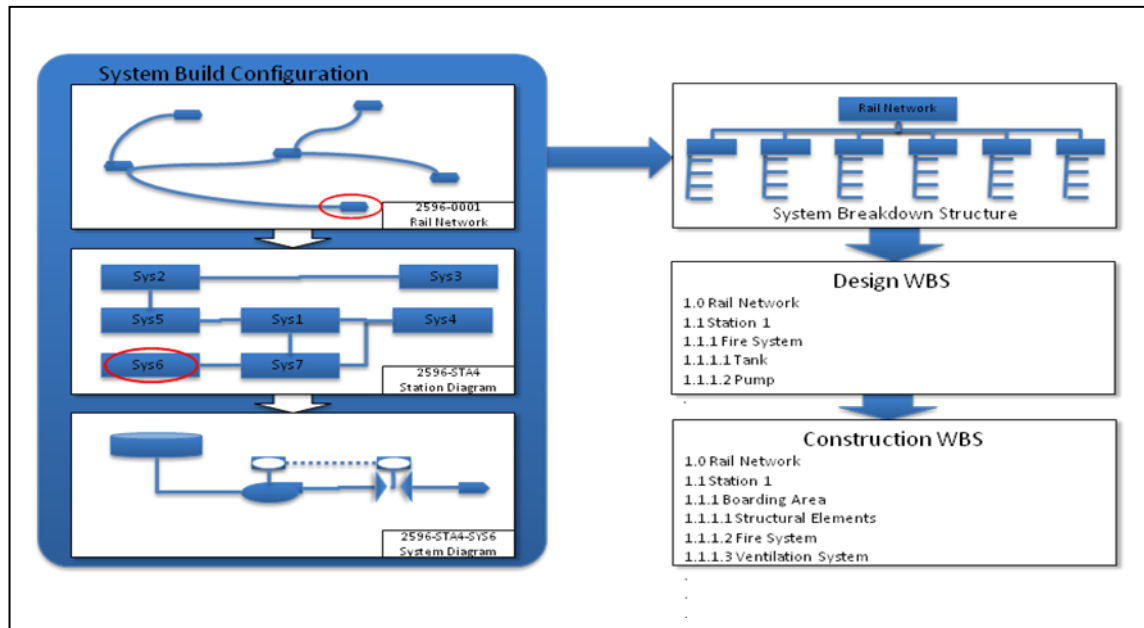 System Build Configuration
2596-0001
Rail Network
Sys2
Sys3
Sys5
Sys1
Sys4
Sys6
Sys7
2596-STA4
Station Diagram
2596-STA4-SYS6
System Diagram
Rail Network
System Breakdown Structure
Design WBS
1.0 Rail Network
1.1 Station 1
1.1.1 Fire System
1.1.1.1 Tank
1.1.1.2 Pump
.
Construction WBS
1.0 Rail Network
1.1 Station 1
1.1.1 Boarding Area
1.1.1.1 Structural Elements
1.1.1.2 Fire System
1.1.1.3 Ventilation System
.
.
.